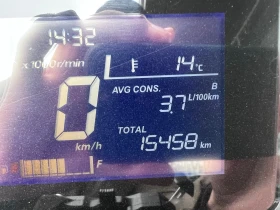 14:32
x1000r/min
14°C
AVG CONS. B
3.7 L/100km
0
km/h
TOTAL
15458 km
F